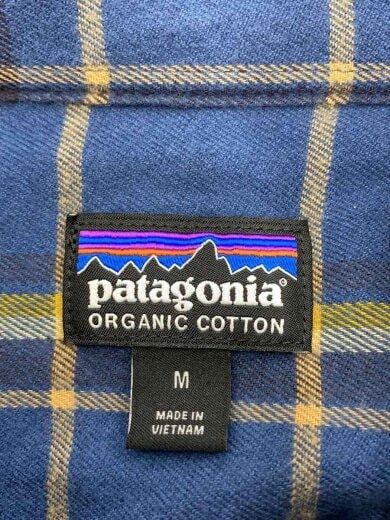 patagonia®
ORGANIC COTTON
M
MADE IN
VIETNAM